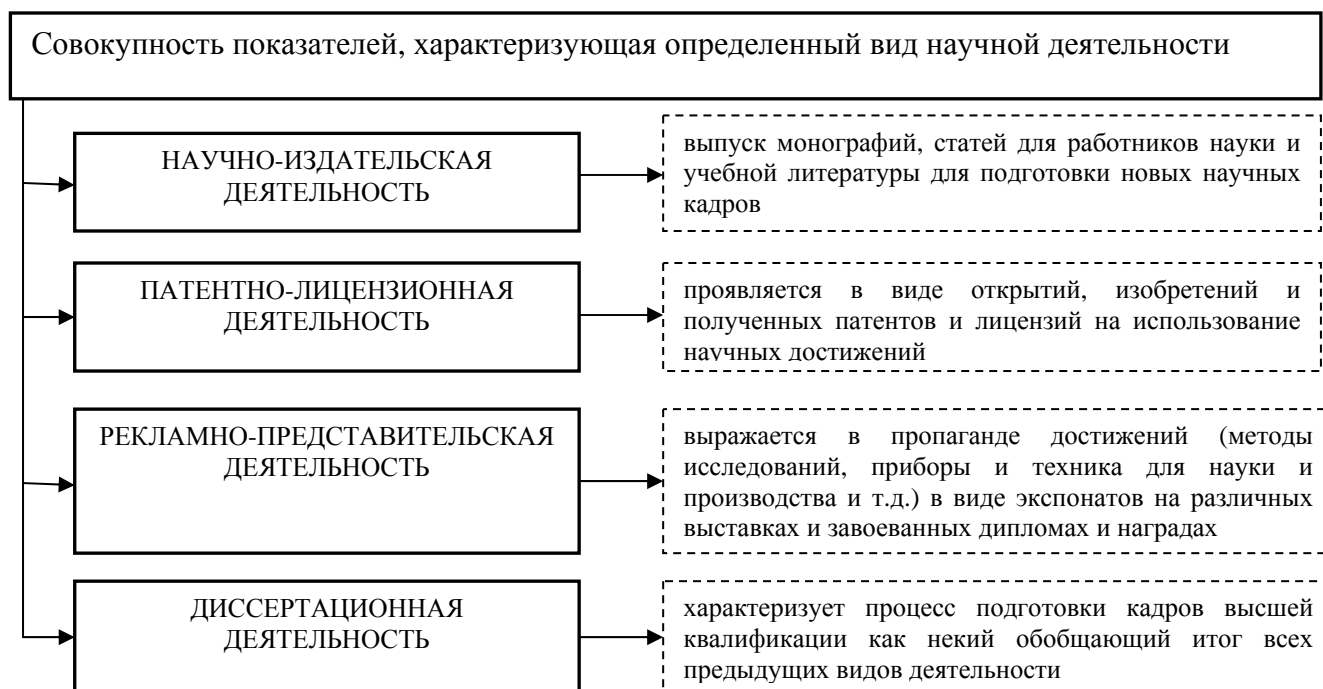 Совокупность показателей, характеризующая определенный вид научной деятельности
НАУЧНО-ИЗДАТЕЛЬСКАЯ
ДЕЯТЕЛЬНОСТЬ
выпуск монографий, статей для работников науки и
учебной литературы для подготовки новых научных
кадров
ПАТЕНТНО-ЛИЦЕНЗИОННАЯ
ДЕЯТЕЛЬНОСТЬ
проявляется в виде открытий, изобретений и
полученных патентов и лицензий на использование
научных достижений
РЕКЛАМНО-ПРЕДСТАВИТЕЛЬСКАЯ
ДЕЯТЕЛЬНОСТЬ
выражается в пропаганде достижений (методы
исследований, приборы и техника для науки и
производства и т.д.) в виде экспонатов на различных
выставках и завоеванных дипломах и наградах
ДИССЕРТАЦИОННАЯ
ДЕЯТЕЛЬНОСТЬ
характеризует процесс подготовки кадров высшей
квалификации как некий обобщающий итог всех
предыдущих видов деятельности